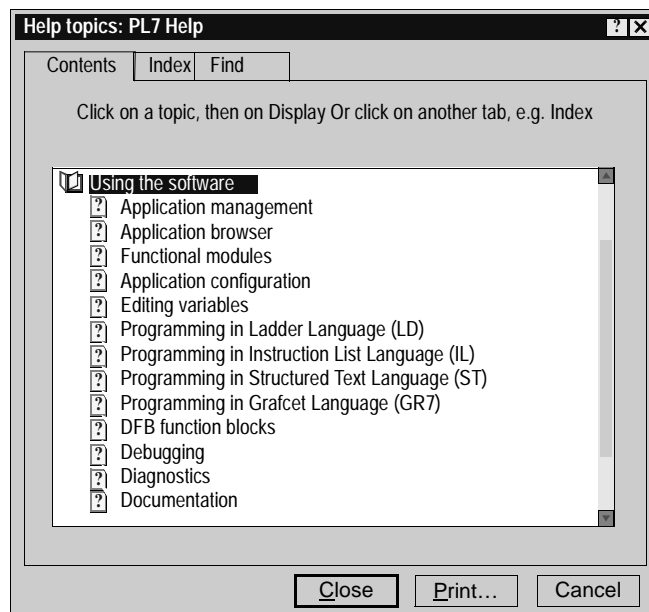 Help topics: PL7 Help ? X
Contents Index Find
Click on a topic, then on Display Or click on another tab, e.g. Index
Using the software
? Application management
? Application browser
? Functional modules
? Application configuration
? Editing variables
? Programming in Ladder Language (LD)
? Programming in Instruction List Language (IL)
? Programming in Structured Text Language (ST)
? Programming in Grafcet Language (GR7)
? DFB function blocks
? Debugging
? Diagnostics
? Documentation
Close Print... Cancel